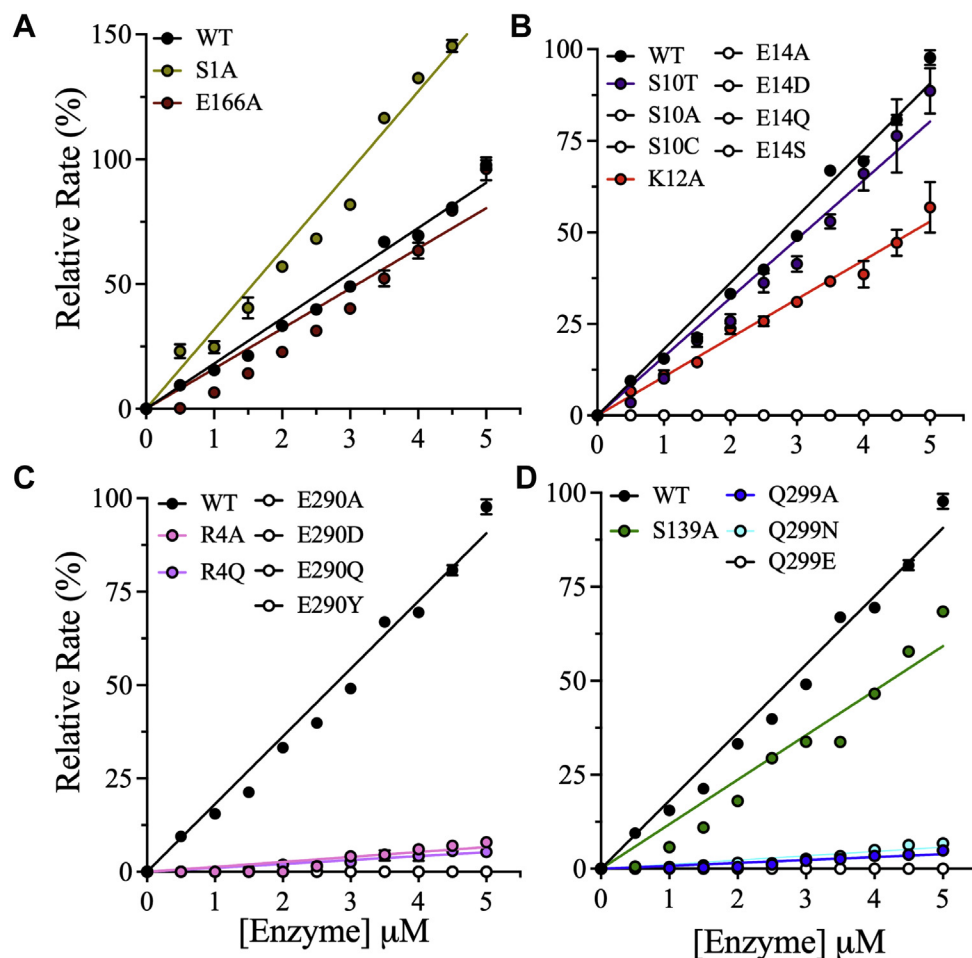 A
Relative Rate (%)
150
100
50
0
0 1 2 3 4 5
WT
S1A
E166A
B
100
75
50
25
0
0 1 2 3 4 5
WT
S10T
S10A
S10C
K12A
E14A
E14D
E14Q
E14S
C
Relative Rate (%)
100
75
50
25
0
0 1 2 3 4 5
[Enzyme] μM
WT
R4A
R4Q
E290A
E290D
E290Q
E290Y
D
100
75
50
25
0
0 1 2 3 4 5
[Enzyme] μM
WT
S139A
Q299A
Q299N
Q299E